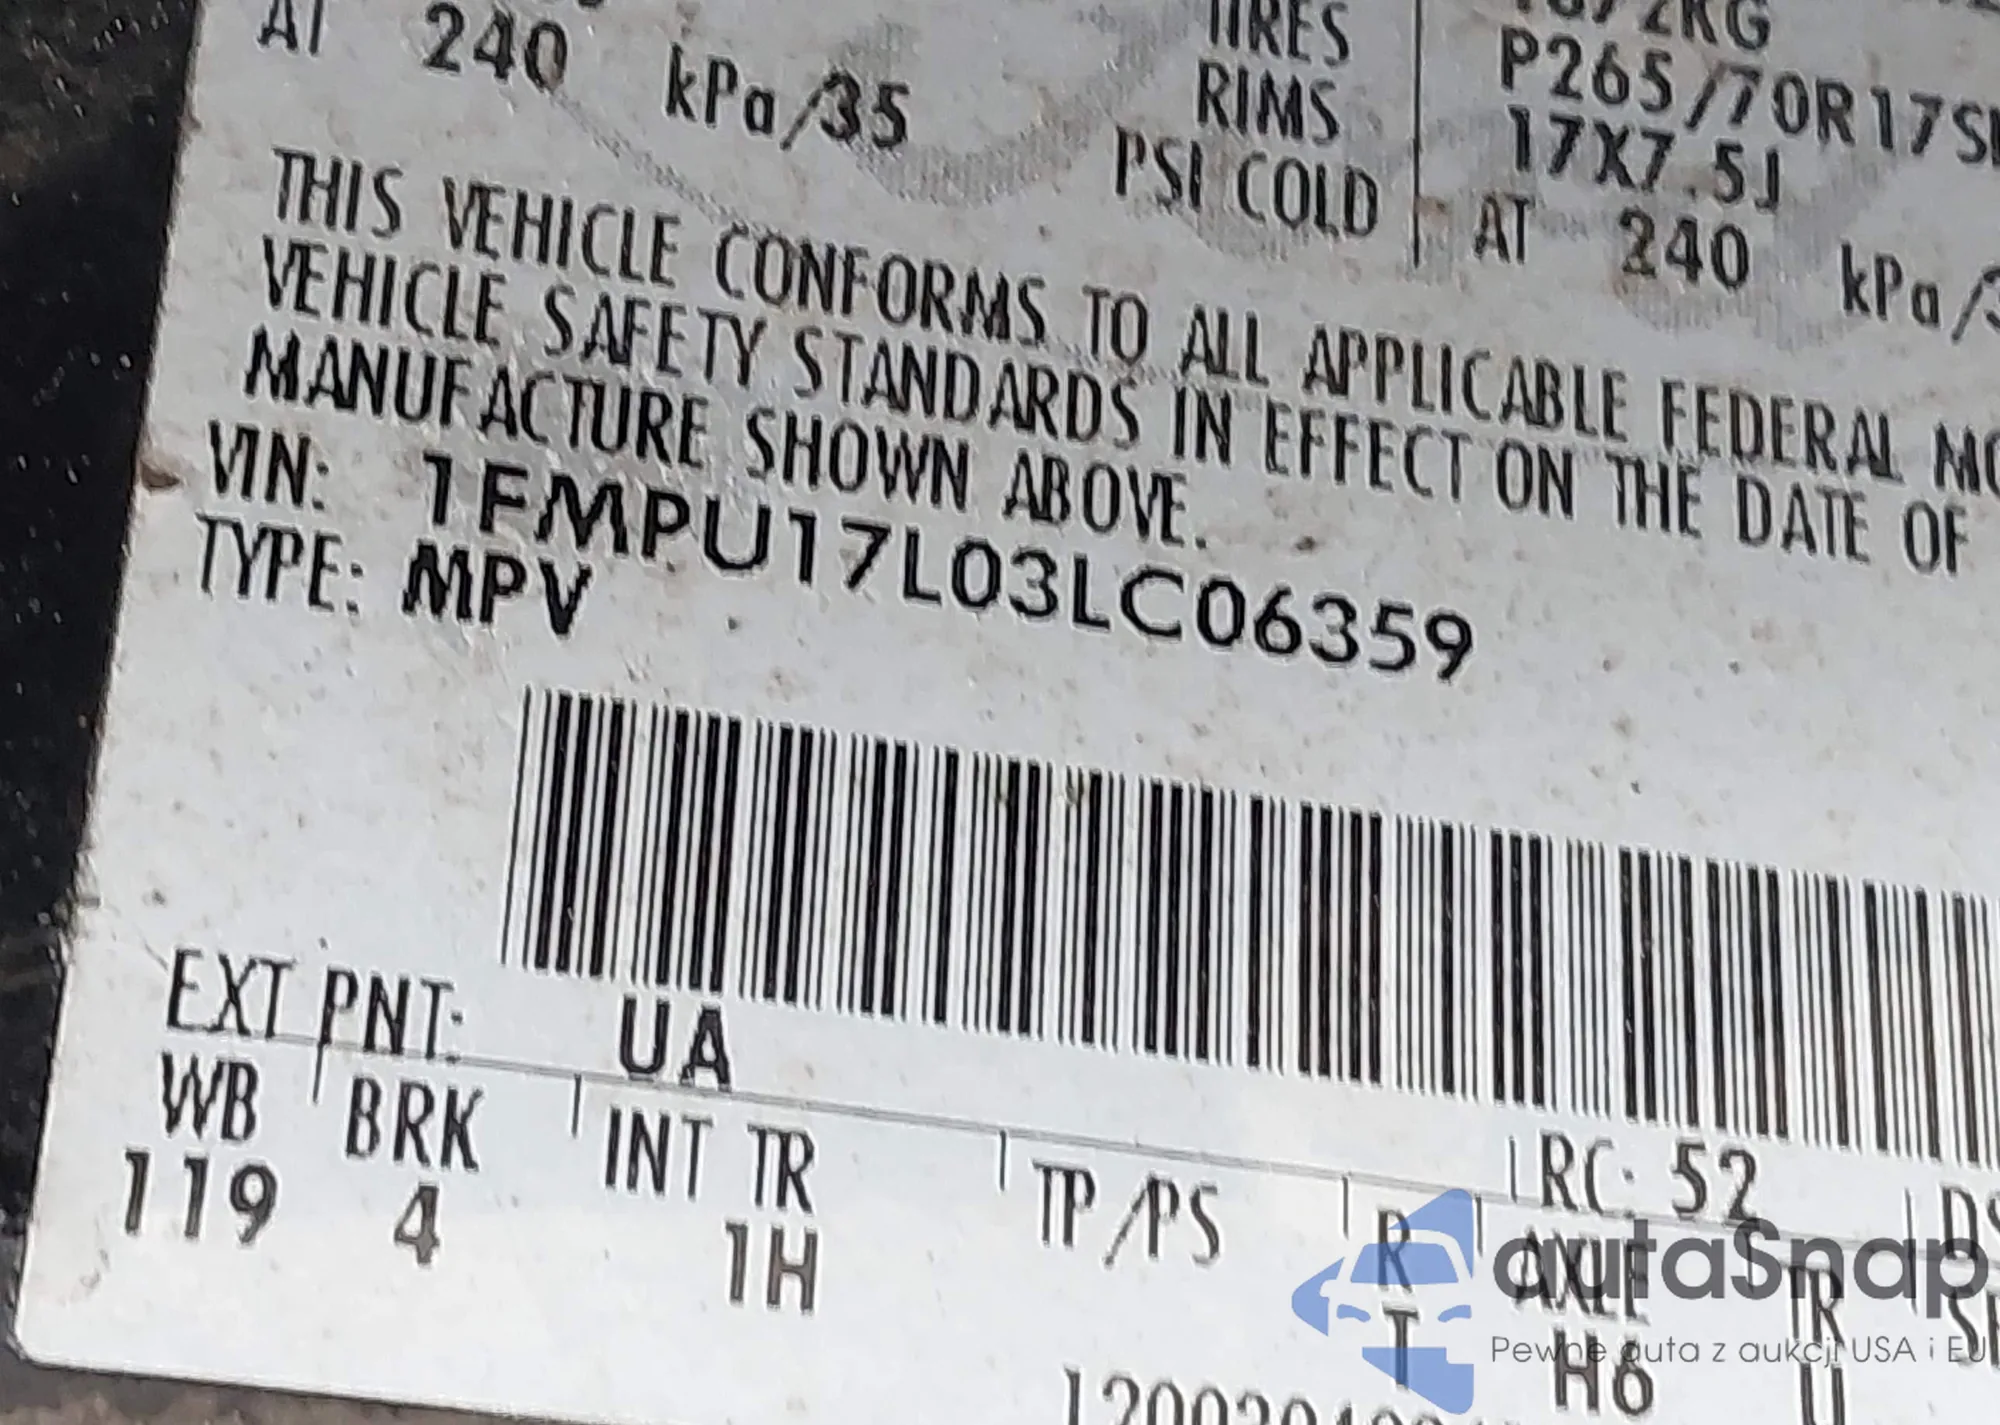 AT 240 kPa/35
TIRES
RIMS
PSI COLD
P265/70R17
17X7.5J
AT 240 kPa/
THIS VEHICLE CONFORMS TO ALL APPLICABLE FEDERAL
VEHICLE SAFETY STANDARDS IN EFFECT ON THE DATE OF
MANUFACTURE SHOWN ABOVE.
VIN: 1FMPU17L03LC06359
TYPE: MPV
EXT PNT: UA
RC: 52
WB BRK INT TR TP/PS R AXLE TR
119 4 1H T H6 U
autaSnap
Pewne auta z aukcji USA i EU